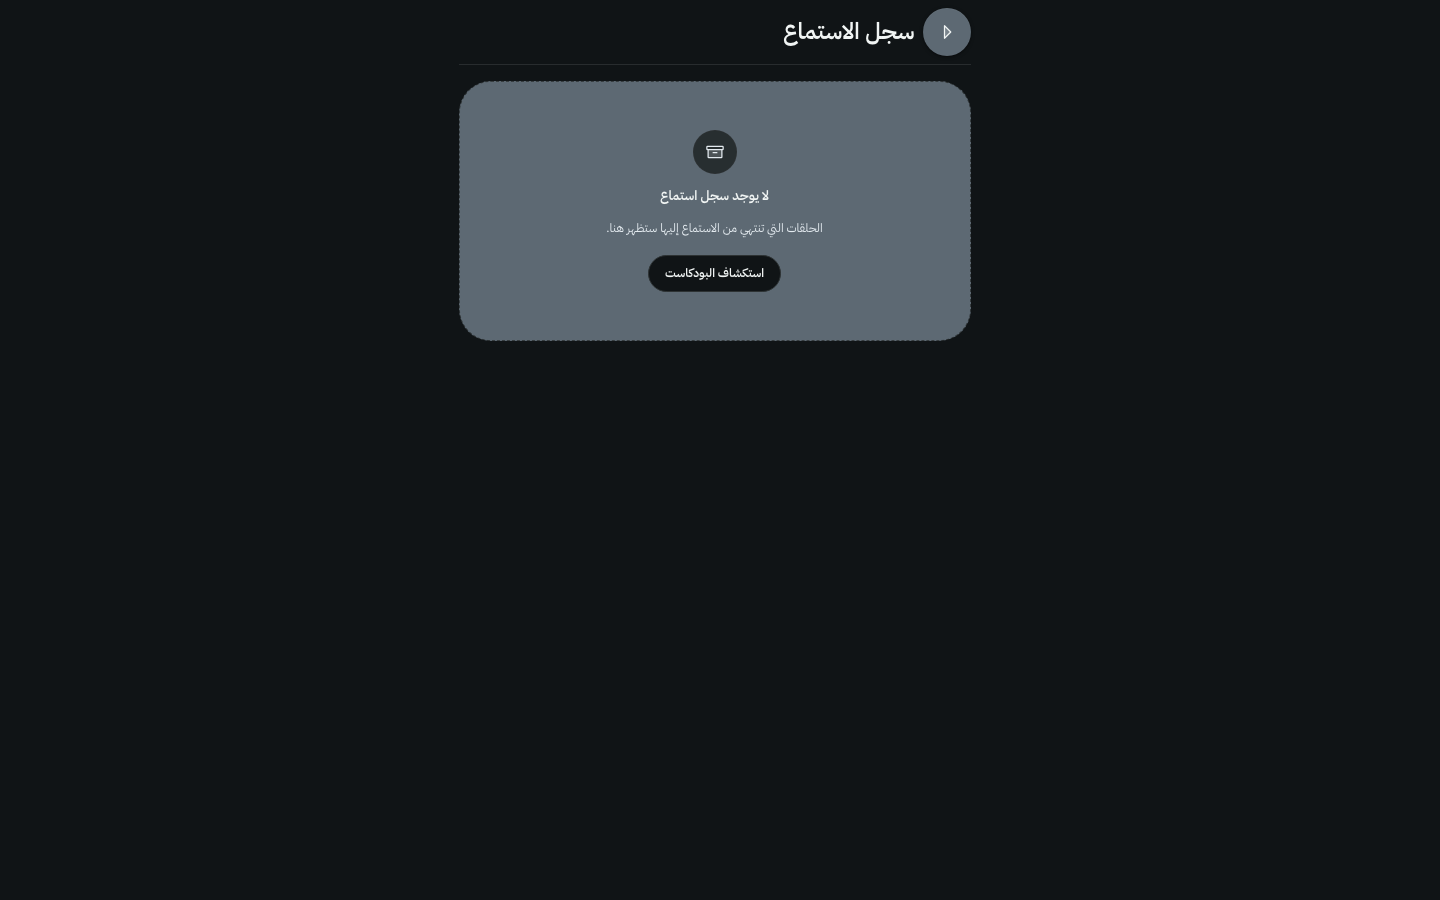 سجل الاستماع
لا يوجد سجل استماع
الحلقات التي تنتهي من الاستماع إليها ستظهر هنا.
استكشاف البودكاست